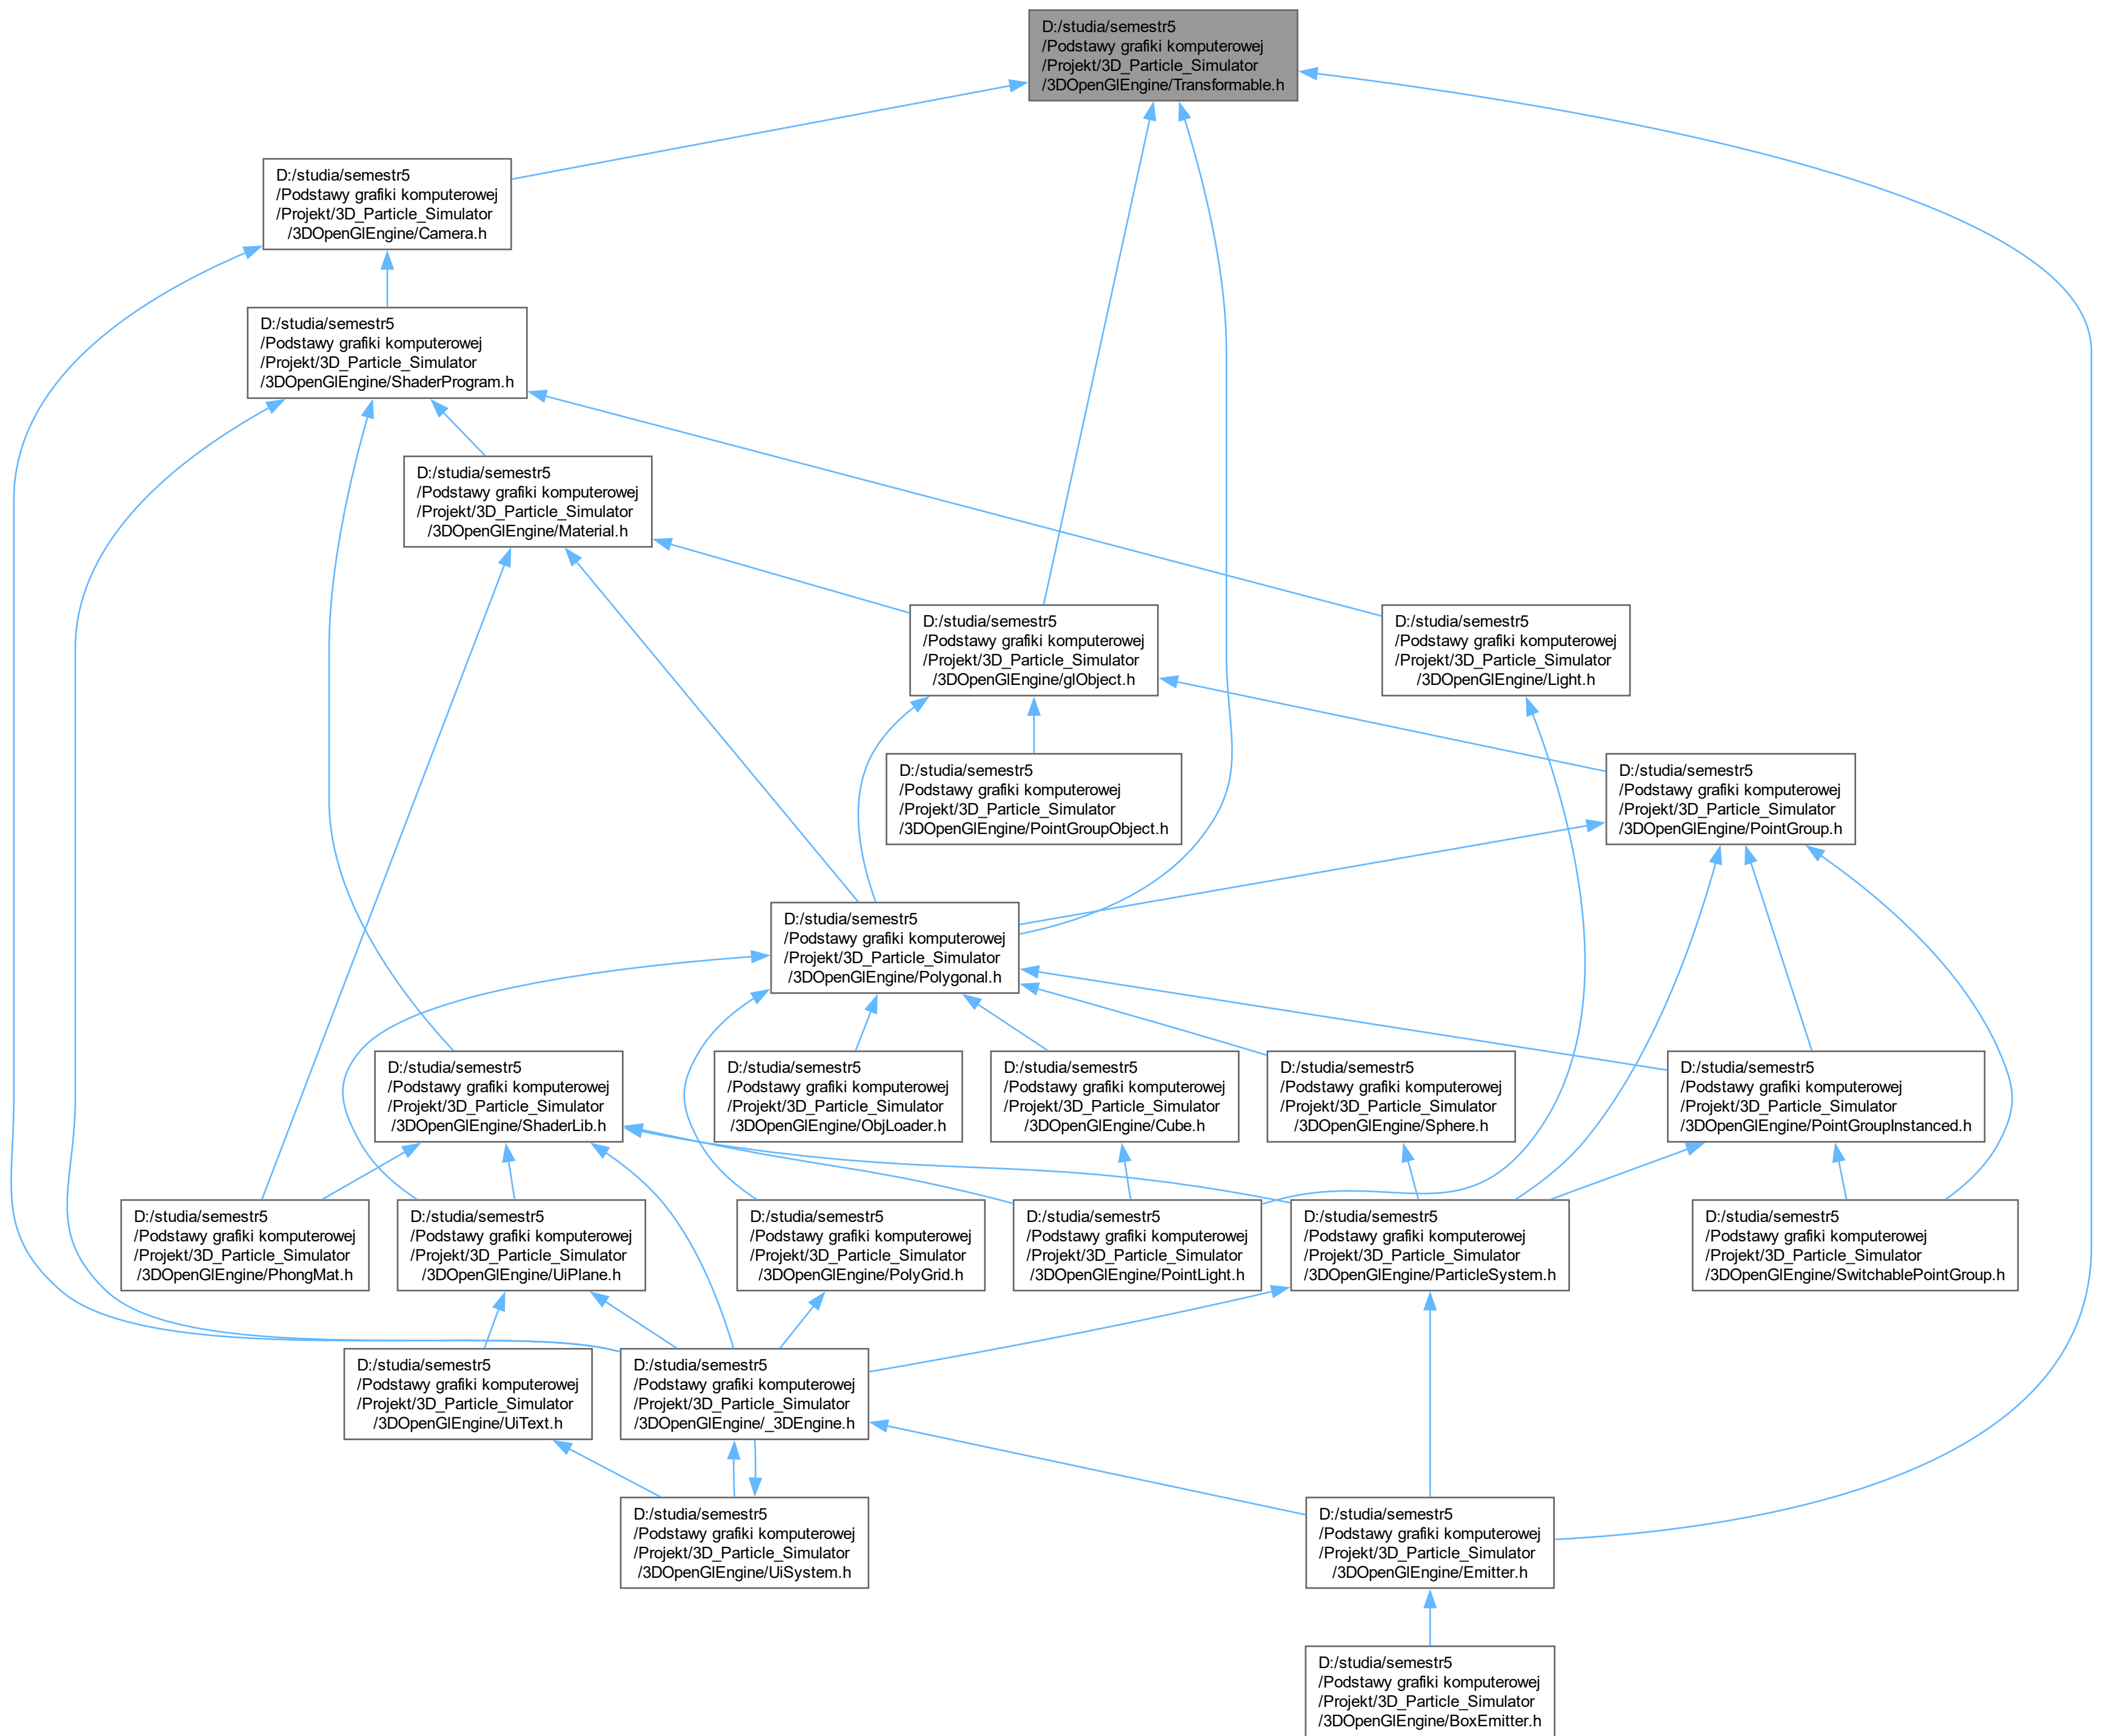 D:/studia/semestr5
/Podstawy grafiki komputerowej
/Projekt/3D_Particle_Simulator
/3DOpenGlEngine/Transformable.h
D:/studia/semestr5
/Podstawy grafiki komputerowej
/Projekt/3D_Particle_Simulator
/3DOpenGlEngine/Camera.h
D:/studia/semestr5
/Podstawy grafiki komputerowej
/Projekt/3D_Particle_Simulator
/3DOpenGlEngine/ShaderProgram.h
D:/studia/semestr5
/Podstawy grafiki komputerowej
/Projekt/3D_Particle_Simulator
/3DOpenGlEngine/Material.h
D:/studia/semestr5
/Podstawy grafiki komputerowej
/Projekt/3D_Particle_Simulator
/3DOpenGlEngine/glObject.h
D:/studia/semestr5
/Podstawy grafiki komputerowej
/Projekt/3D_Particle_Simulator
/3DOpenGlEngine/Light.h
D:/studia/semestr5
/Podstawy grafiki komputerowej
/Projekt/3D_Particle_Simulator
/3DOpenGlEngine/PointGroupObject.h
D:/studia/semestr5
/Podstawy grafiki komputerowej
/Projekt/3D_Particle_Simulator
/3DOpenGlEngine/PointGroup.h
D:/studia/semestr5
/Podstawy grafiki komputerowej
/Projekt/3D_Particle_Simulator
/3DOpenGlEngine/Polygonal.h
D:/studia/semestr5
/Podstawy grafiki komputerowej
/Projekt/3D_Particle_Simulator
/3DOpenGlEngine/ShaderLib.h
D:/studia/semestr5
/Podstawy grafiki komputerowej
/Projekt/3D_Particle_Simulator
/3DOpenGlEngine/ObjLoader.h
D:/studia/semestr5
/Podstawy grafiki komputerowej
/Projekt/3D_Particle_Simulator
/3DOpenGlEngine/Cube.h
D:/studia/semestr5
/Podstawy grafiki komputerowej
/Projekt/3D_Particle_Simulator
/3DOpenGlEngine/Sphere.h
D:/studia/semestr5
/Podstawy grafiki komputerowej
/Projekt/3D_Particle_Simulator
/3DOpenGlEngine/PointGroupInstanced.h
D:/studia/semestr5
/Podstawy grafiki komputerowej
/Projekt/3D_Particle_Simulator
/3DOpenGlEngine/PhongMat.h
D:/studia/semestr5
/Podstawy grafiki komputerowej
/Projekt/3D_Particle_Simulator
/3DOpenGlEngine/UiPlane.h
D:/studia/semestr5
/Podstawy grafiki komputerowej
/Projekt/3D_Particle_Simulator
/3DOpenGlEngine/PolyGrid.h
D:/studia/semestr5
/Podstawy grafiki komputerowej
/Projekt/3D_Particle_Simulator
/3DOpenGlEngine/PointLight.h
D:/studia/semestr5
/Podstawy grafiki komputerowej
/Projekt/3D_Particle_Simulator
/3DOpenGlEngine/ParticleSystem.h
D:/studia/semestr5
/Podstawy grafiki komputerowej
/Projekt/3D_Particle_Simulator
/3DOpenGlEngine/SwitchablePointGroup.h
D:/studia/semestr5
/Podstawy grafiki komputerowej
/Projekt/3D_Particle_Simulator
/3DOpenGlEngine/UiText.h
D:/studia/semestr5
/Podstawy grafiki komputerowej
/Projekt/3D_Particle_Simulator
/3DOpenGlEngine/_3DEngine.h
D:/studia/semestr5
/Podstawy grafiki komputerowej
/Projekt/3D_Particle_Simulator
/3DOpenGlEngine/UiSystem.h
D:/studia/semestr5
/Podstawy grafiki komputerowej
/Projekt/3D_Particle_Simulator
/3DOpenGlEngine/Emitter.h
D:/studia/semestr5
/Podstawy grafiki komputerowej
/Projekt/3D_Particle_Simulator
/3DOpenGlEngine/BoxEmitter.h